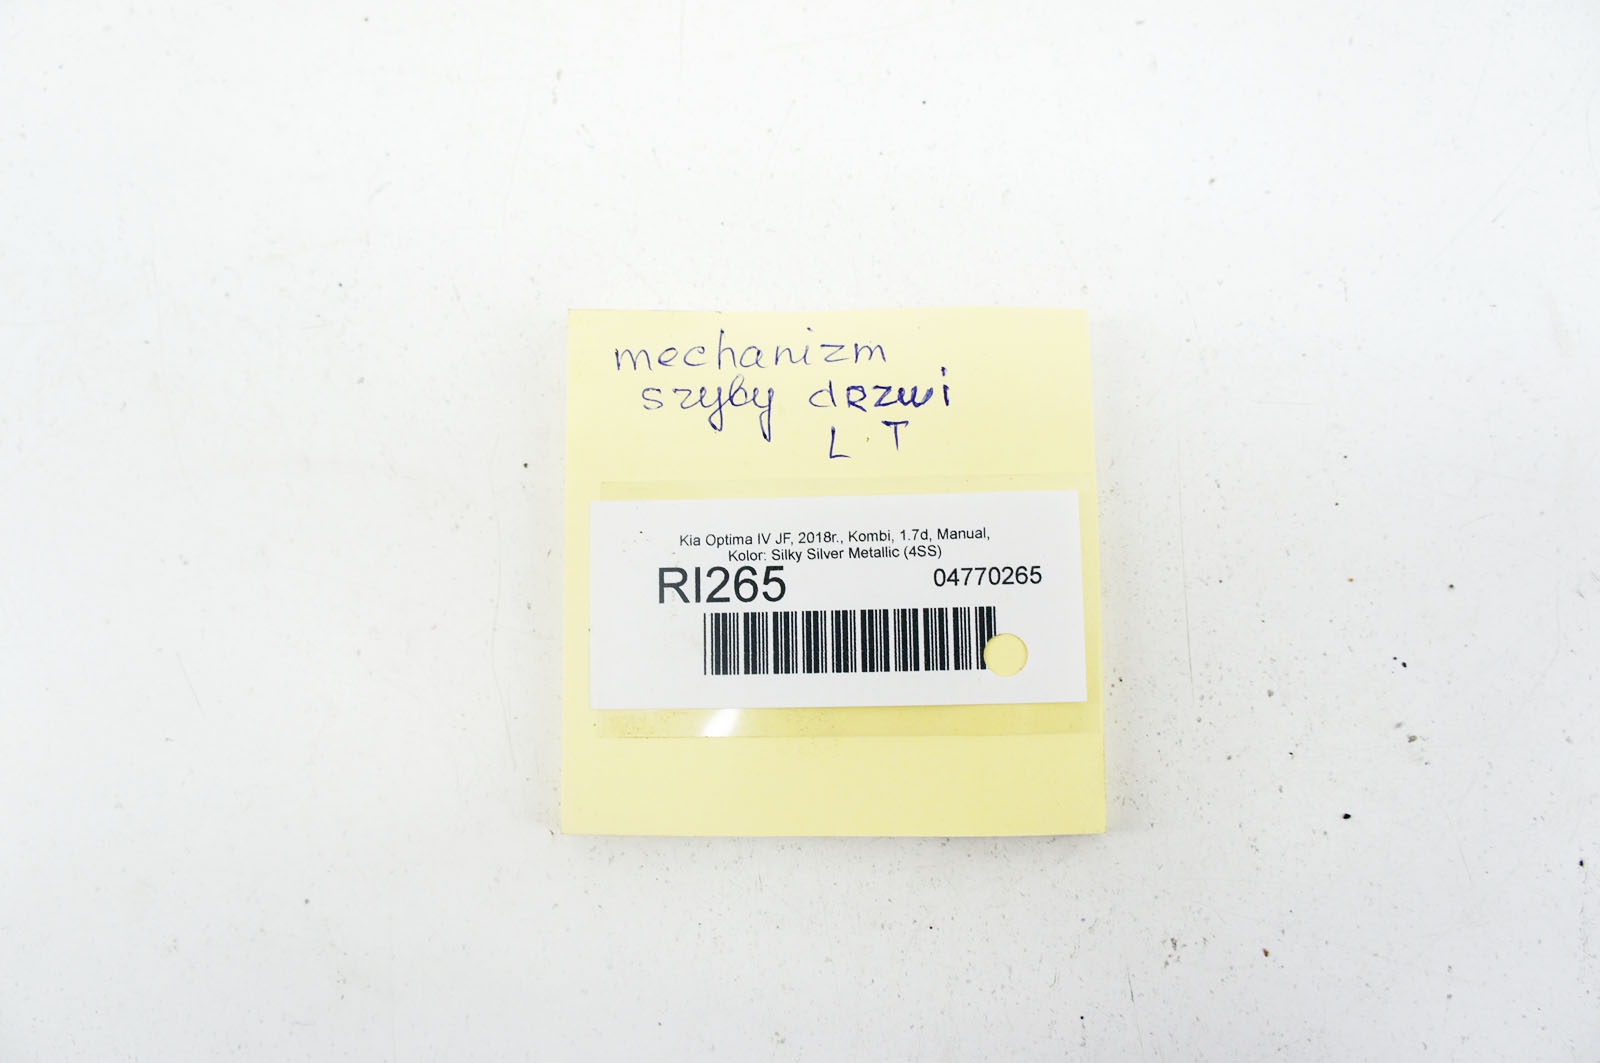 mechanizm
szyby drzwi
L T
Kia Optima IV JF, 2018r., Kombi, 1.7d, Manual,
Kolor: Silky Silver Metallic (4SS)
RI265 04770265